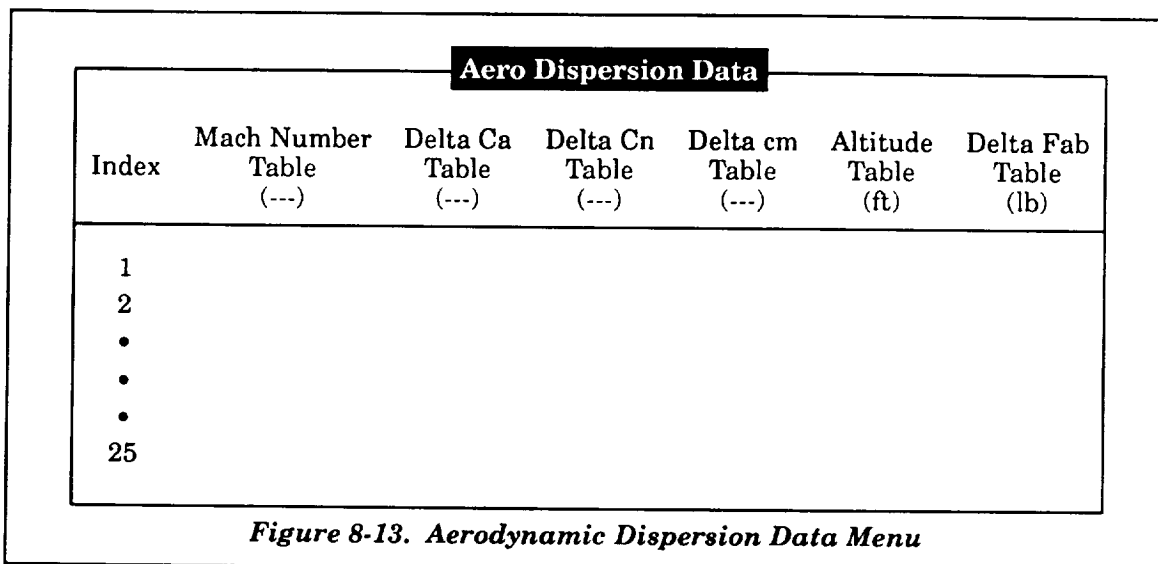 Aero Dispersion Data
Index
Mach Number Table (---)
Delta Ca Table (---)
Delta Cn Table (---)
Delta cm Table (---)
Altitude Table (ft)
Delta Fab Table (lb)
1
2
•
•
•
25
Figure 8-13. Aerodynamic Dispersion Data Menu